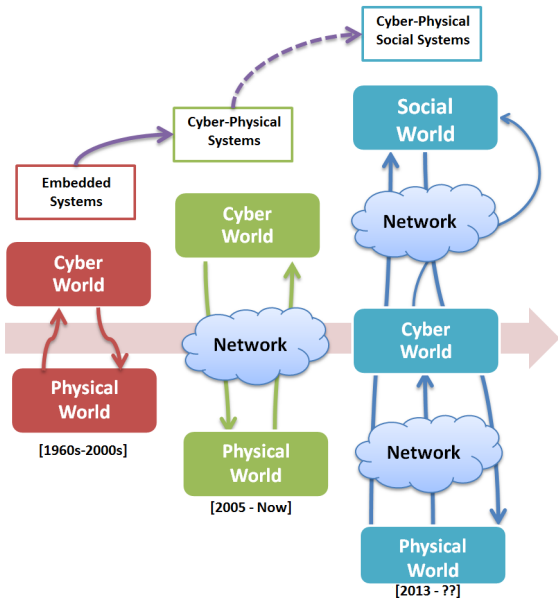 Cyber-Physical
Social Systems
Cyber-Physical
Systems
Embedded
Systems
Cyber
World
Physical
World
[1960s-2000s]
Cyber
World
Network
Physical
World
[2005 - Now]
Social
World
Network
Cyber
World
Network
Physical
World
[2013 - ??]